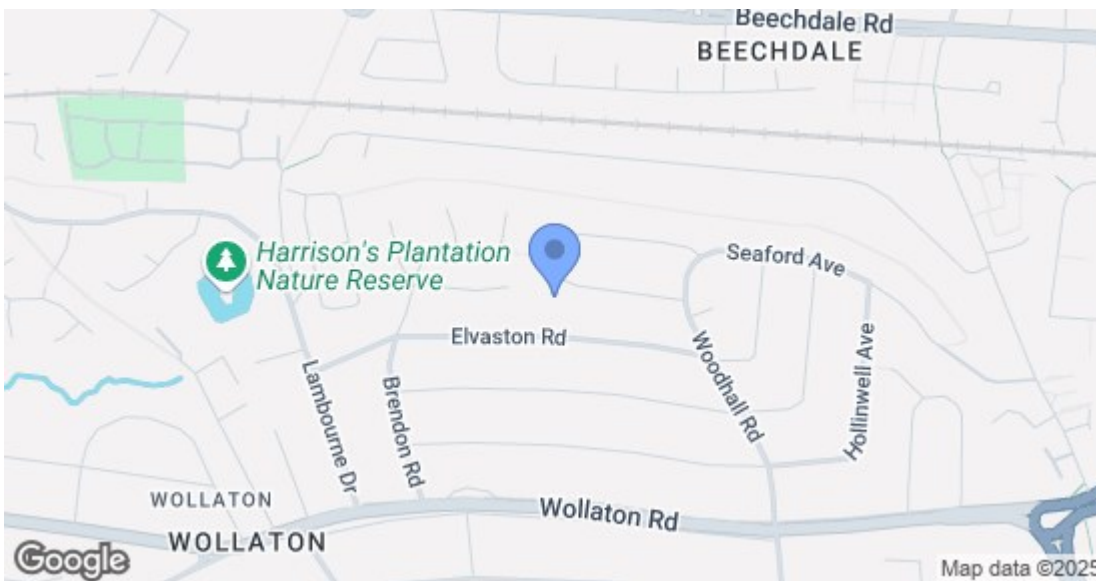 Beechdale Rd
BEECHDALE
Harrison's Plantation
Nature Reserve
Seaford Ave
Elvaston Rd
Woodhall Rd
Hollinwell Ave
Lambourne Dr
Brendon Rd
WOLLATON
Wollaton Rd
WOLLATON
Google
Map data ©2025